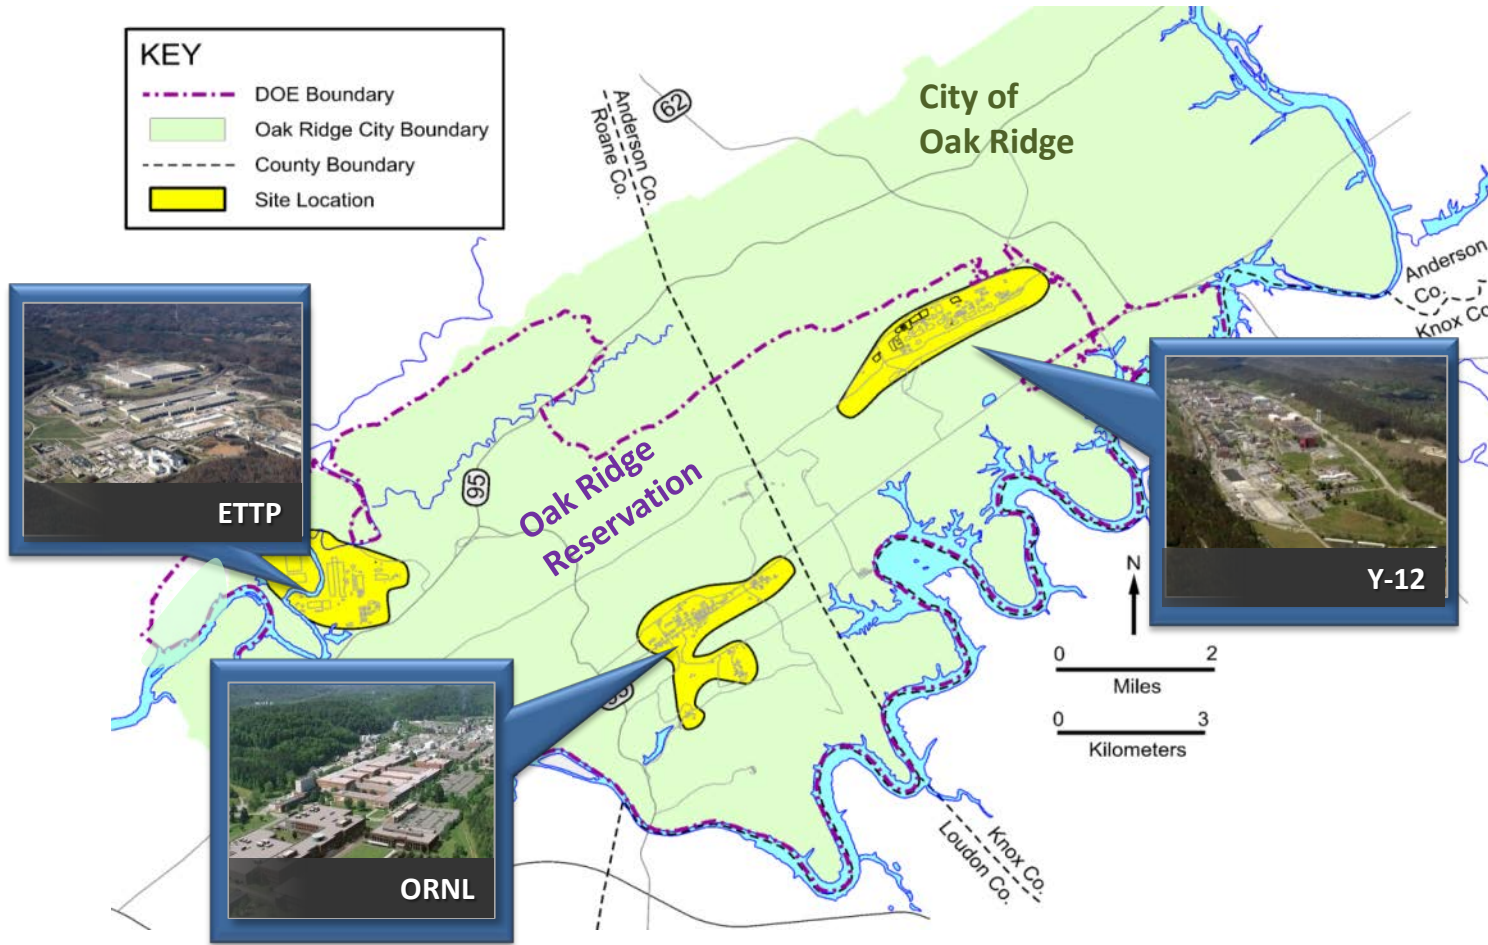 KEY
DOE Boundary
Oak Ridge City Boundary
County Boundary
Site Location
City of
Oak Ridge
62
Anderson Co.
Roane Co.
Anderson
Co.
Knox Co
ETTP
95
Oak Ridge
Reservation
Y-12
N
0 2
Miles
0 3
Kilometers
95
ORNL
Knox Co.
Loudon Co.